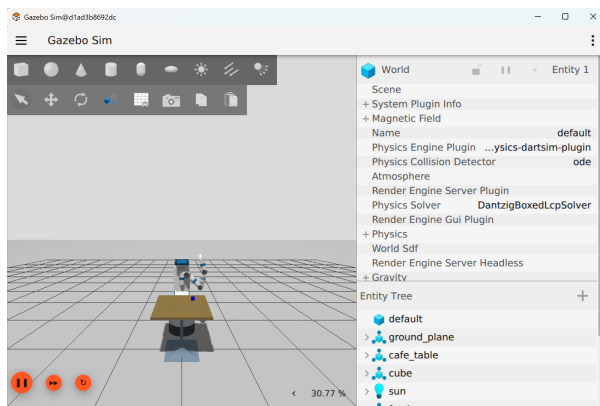 Gazebo Sim@d1ad3b8692dc
Gazebo Sim
World Entity 1
Scene
+ System Plugin Info
+ Magnetic Field
Name default
Physics Engine Plugin ...ysics-dartsim-plugin
Physics Collision Detector ode
Atmosphere
Render Engine Server Plugin
Physics Solver DantzigBoxedLcpSolver
Render Engine Gui Plugin
+ Physics
World Sdf
Render Engine Server Headless
+ Gravity
Entity Tree
default
ground_plane
cafe_table
cube
sun
30.77 %